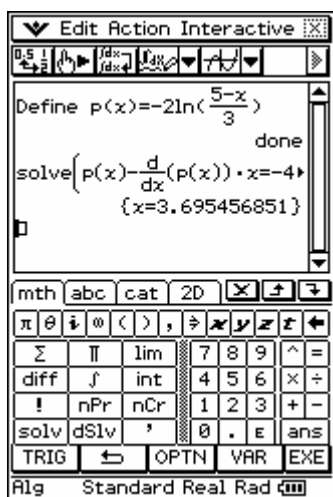 Edit Action Interactive
Define p(x)=-2ln(\frac{5-x}{3})
done
solve(p(x)-\frac{d}{dx}(p(x))·x=-4▸
{x=3.695456851}
mth abc cat 2D
π θ i ∞ ( ) , ⇒ x y z t ←
Σ Π lim 7 8 9 ^ =
diff ∫ int 4 5 6 × ÷
! nPr nCr 1 2 3 + −
solv dSlv ' 0 . E ans
TRIG OPTN VAR EXE
Alg Standard Real Rad